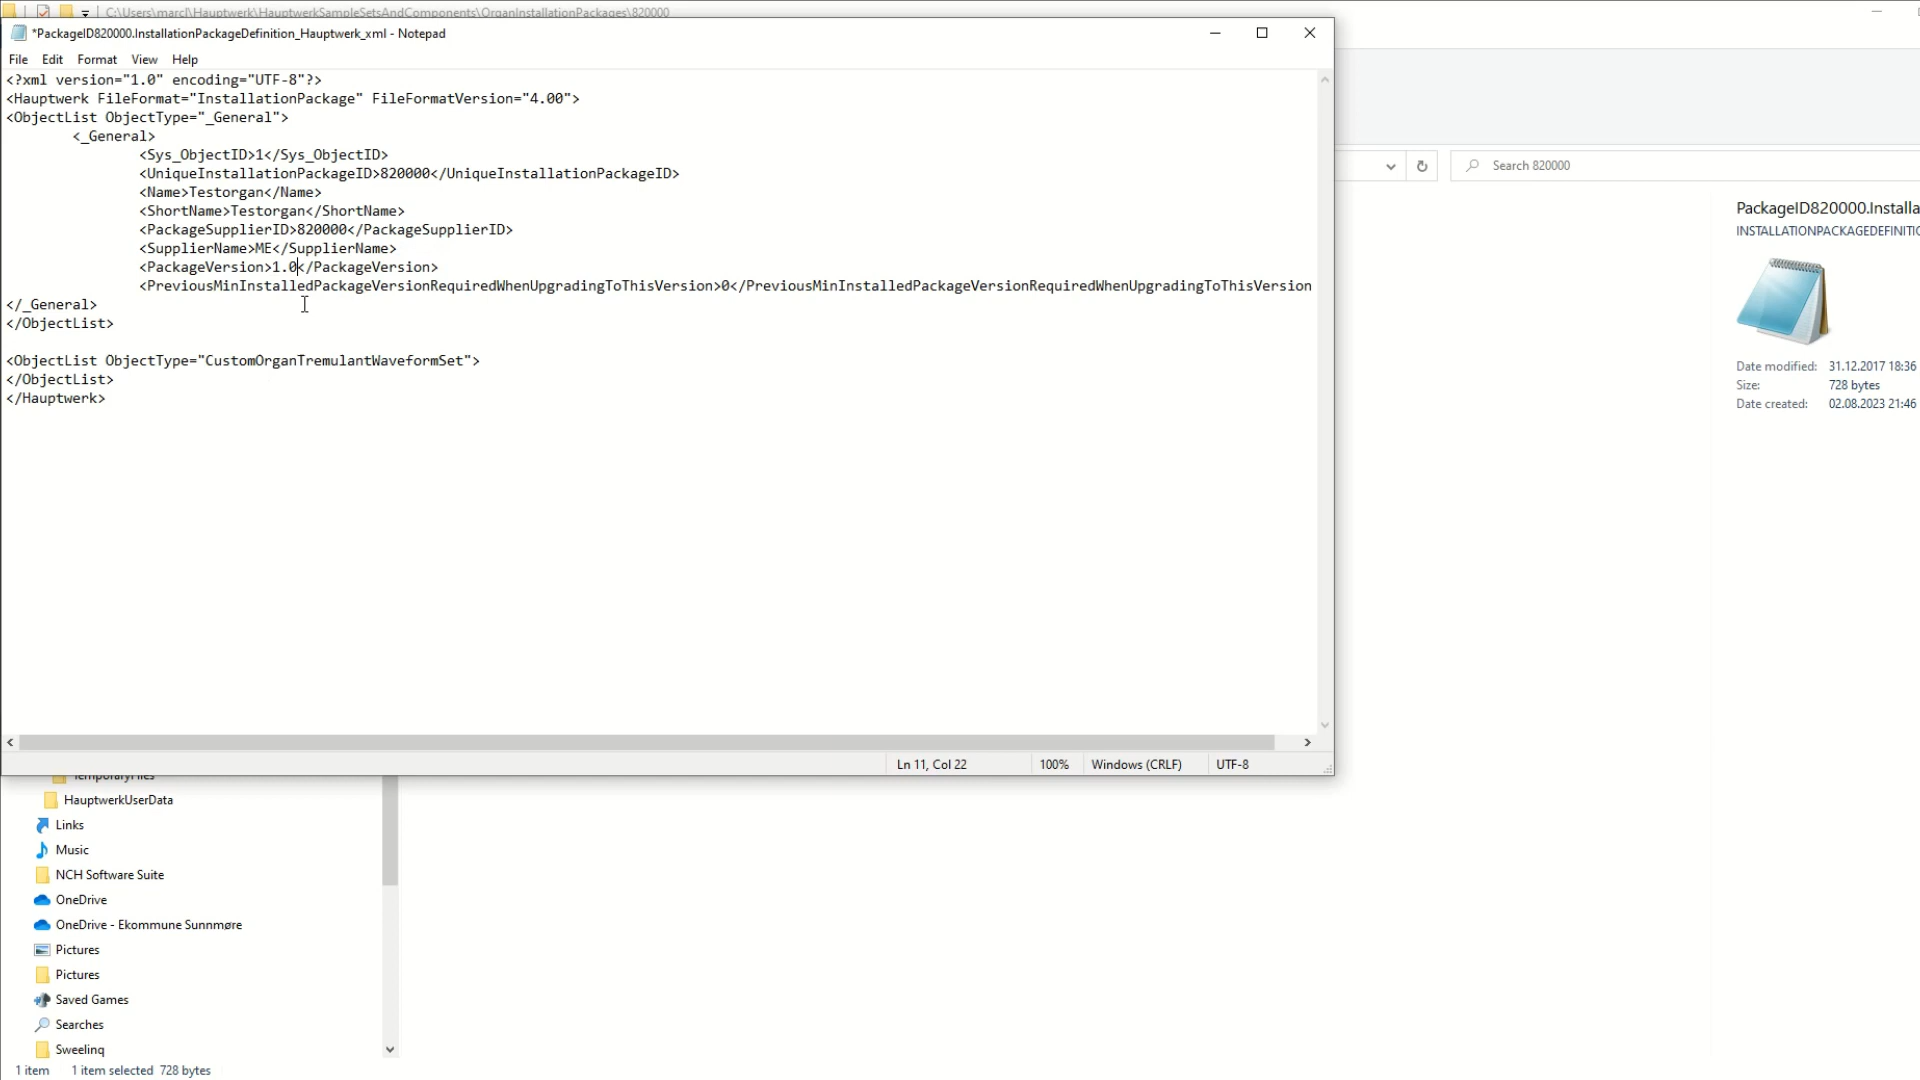 C:\Users\marcl\Hauptwerk\HauptwerkSampleSetsAndComponents\OrganInstallationPackages\820000
*PackageID820000.InstallationPackageDefinition_Hauptwerk_xml - Notepad
File Edit Format View Help
<?xml version="1.0" encoding="UTF-8"?>
<Hauptwerk FileFormat="InstallationPackage" FileFormatVersion="4.00">
<ObjectList ObjectType="_General">
<_General>
<Sys_ObjectID>1</Sys_ObjectID>
<UniqueInstallationPackageID>820000</UniqueInstallationPackageID>
<Name>Testorgan</Name>
<ShortName>Testorgan</ShortName>
<PackageSupplierID>820000</PackageSupplierID>
<SupplierName>ME</SupplierName>
<PackageVersion>1.0</PackageVersion>
<PreviousMinInstalledPackageVersionRequiredWhenUpgradingToThisVersion>0</PreviousMinInstalledPackageVersionRequiredWhenUpgradingToThisVersion
</_General>
</ObjectList>
<ObjectList ObjectType="CustomOrganTremulantWaveformSet">
</ObjectList>
</Hauptwerk>
Ln 11, Col 22 100% Windows (CRLF) UTF-8
Search 820000
PackageID820000.Installa
INSTALLATIONPACKAGEDEFINITIO
Date modified: 31.12.2017 18:36
Size: 728 bytes
Date created: 02.08.2023 21:46
TemporaryFiles
HauptwerkUserData
Links
Music
NCH Software Suite
OneDrive
OneDrive - Ekommune Sunnmøre
Pictures
Pictures
Saved Games
Searches
Sweelinq
1 item 1 item selected 728 bytes